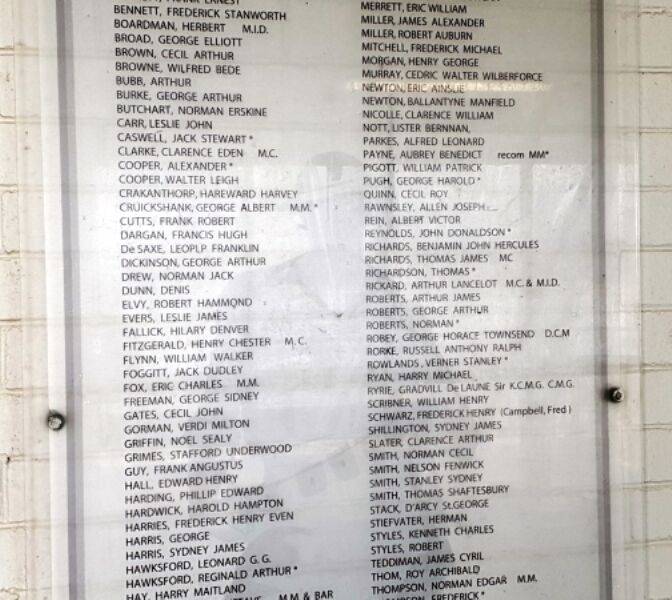 ERNEST
BENNETT, FREDERICK STANWORTH
BOARDMAN, HERBERT M.I.D.
BROAD, GEORGE ELLIOTT
BROWN, CECIL ARTHUR
BROWNE, WILFRED BEDE
BUBB, ARTHUR
BURKE, GEORGE ARTHUR
BUTCHART, NORMAN ERSKINE
CARR, LESLIE JOHN
CASWELL, JACK STEWART *
CLARKE, CLARENCE EDEN M.C.
COOPER, ALEXANDER *
COOPER, WALTER LEIGH
CRAKANTHORP, HAREWARD HARVEY
CRUICKSHANK, GEORGE ALBERT M.M. *
CUTTS, FRANK ROBERT
DARGAN, FRANCIS HUGH
De SAXE, LEOPLP FRANKLIN
DICKINSON, GEORGE ARTHUR
DREW, NORMAN JACK
DUNN, DENIS
ELVY, ROBERT HAMMOND
EVERS, LESLIE JAMES
FALLICK, HILARY DENVER
FITZGERALD, HENRY CHESTER M.C.
FLYNN, WILLIAM WALKER
FOGGITT, JACK DUDLEY
FOX, ERIC CHARLES M.M.
FREEMAN, GEORGE SIDNEY
GATES, CECIL JOHN
GORMAN, VERDI MILTON
GRIFFIN, NOEL SEALY
GRIMES, STAFFORD UNDERWOOD
GUY, FRANK ANGUSTUS
HALL, EDWARD HENRY
HARDING, PHILLIP EDWARD
HARDWICK, HAROLD HAMPTON
HARRIES, FREDERICK HENRY EVEN
HARRIS, GEORGE
HARRIS, SYDNEY JAMES
HAWKSFORD, LEONARD G. G.
HAWKSFORD, REGINALD ARTHUR *
HAY, HARRY MAITLAND
M.M & BAR
MERRETT, ERIC WILLIAM
MILLER, JAMES ALEXANDER
MILLER, ROBERT AUBURN
MITCHELL, FREDERICK MICHAEL
MORGAN, HENRY GEORGE
MURRAY, CEDRIC WALTER WILBERFORCE
NEWTON, ERIC AINSLIE
NEWTON, BALLANTYNE MANFIELD
NICOLLE, CLARENCE WILLIAM
NOTT, LISTER BERNNAN,
PARKES, ALFRED LEONARD
PAYNE, AUBREY BENEDICT recom MM*
PIGOTT, WILLIAM PATRICK
PUGH, GEORGE HAROLD *
QUINN, CECIL ROY
RAWNSLEY, ALLEN JOSEPH
REIN, ALBERT VICTOR
REYNOLDS, JOHN DONALDSON *
RICHARDS, BENJAMIN JOHN HERCULES
RICHARDS, THOMAS JAMES MC
RICHARDSON, THOMAS *
RICKARD, ARTHUR LANCELOT M.C. & M.I.D.
ROBERTS, ARTHUR JAMES
ROBERTS, GEORGE ARTHUR
ROBERTS, NORMAN *
ROBEY, GEORGE HORACE TOWNSEND D.C.M
RORKE, RUSSELL ANTHONY RALPH
ROWLANDS, VERNER STANLEY *
RYAN, HARRY MICHAEL
RYRIE, GRADVILL De LAUNE Sir K.C.M.G. C.M.G.
SCRIBNER, WILLIAM HENRY
SCHWARZ, FREDERICK HENRY (Campbell, Fred)
SHILLINGTON, SYDNEY JAMES
SLATER, CLARENCE ARTHUR
SMITH, NORMAN CECIL
SMITH, NELSON FENWICK
SMITH, STANLEY SYDNEY
SMITH, THOMAS SHAFTESBURY
STACK, D'ARCY St.GEORGE
STIEFVATER, HERMAN
STYLES, KENNETH CHARLES
STYLES, ROBERT
TEDDIMAN, JAMES CYRIL
THOM, ROY ARCHIBALD
THOMPSON, NORMAN EDGAR M.M.
FREDERICK *